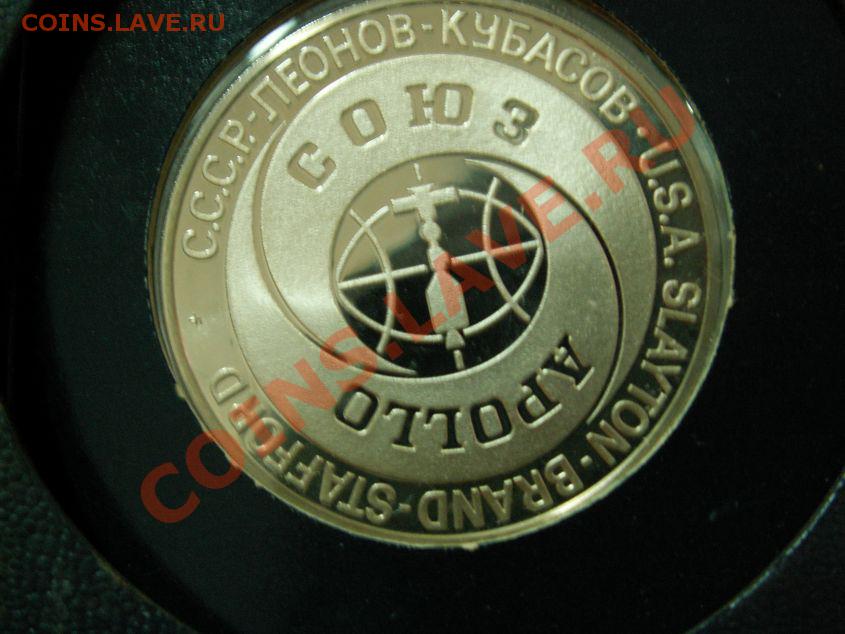 COINS.LAVE.RU
С.С.С.Р.-ЛЕОНОВ-КУБАСОВ·U.S.A. SLAYTON-BRAND-STAFFORD
СОЮЗ
APOLLO
COINS.LAVE.RU